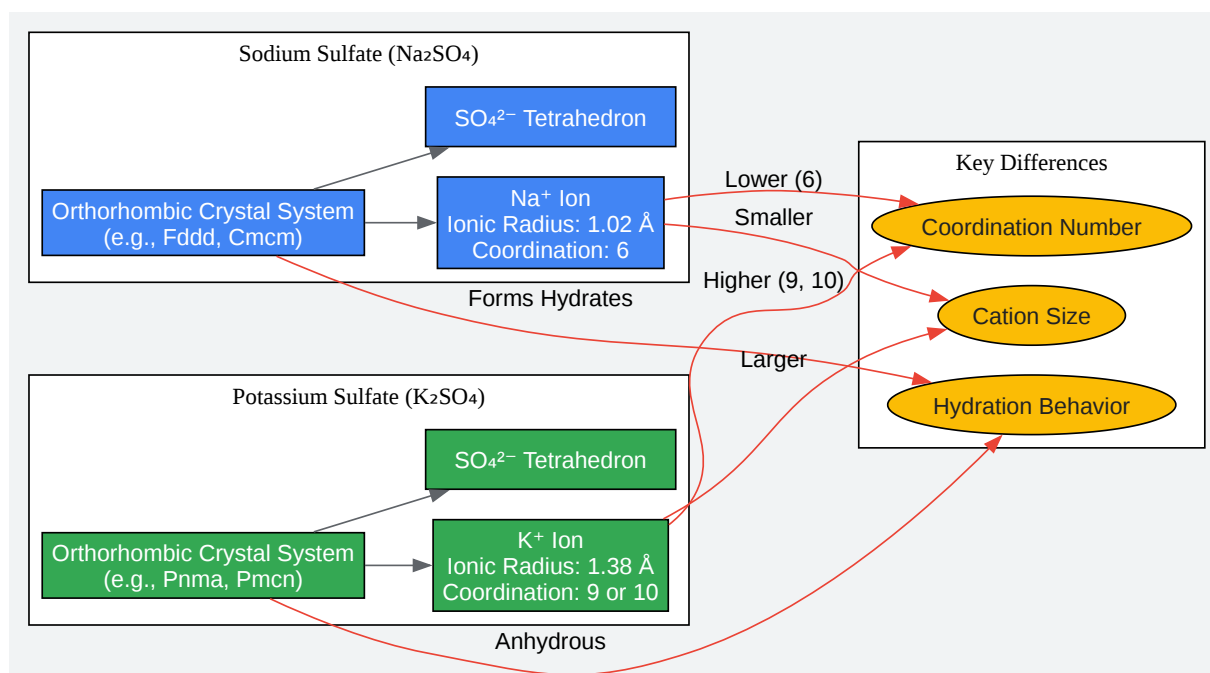 Sodium Sulfate (Na₂SO₄)
SO₄²⁻ Tetrahedron
Orthorhombic Crystal System
(e.g., Fddd, Cmcm)
Na⁺ Ion
Ionic Radius: 1.02 Å
Coordination: 6
Forms Hydrates
Lower (6)
Smaller
Higher (9, 10)
Larger
Key Differences
Coordination Number
Cation Size
Hydration Behavior
Potassium Sulfate (K₂SO₄)
SO₄²⁻ Tetrahedron
Orthorhombic Crystal System
(e.g., Pnma, Pmcn)
K⁺ Ion
Ionic Radius: 1.38 Å
Coordination: 9 or 10
Anhydrous